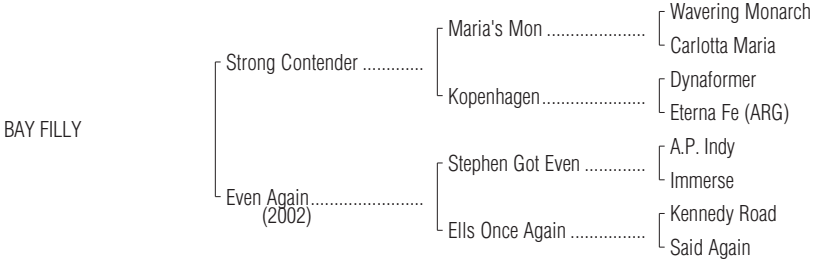 Wavering Monarch
Maria's Mon .....................
Carlotta Maria
Strong Contender .............
Dynaformer
Kopenhagen......................
Eterna Fe (ARG)
BAY FILLY
A.P. Indy
Stephen Got Even .............
Immerse
Even Again........................
(2002)
Kennedy Road
Ells Once Again ................
Said Again